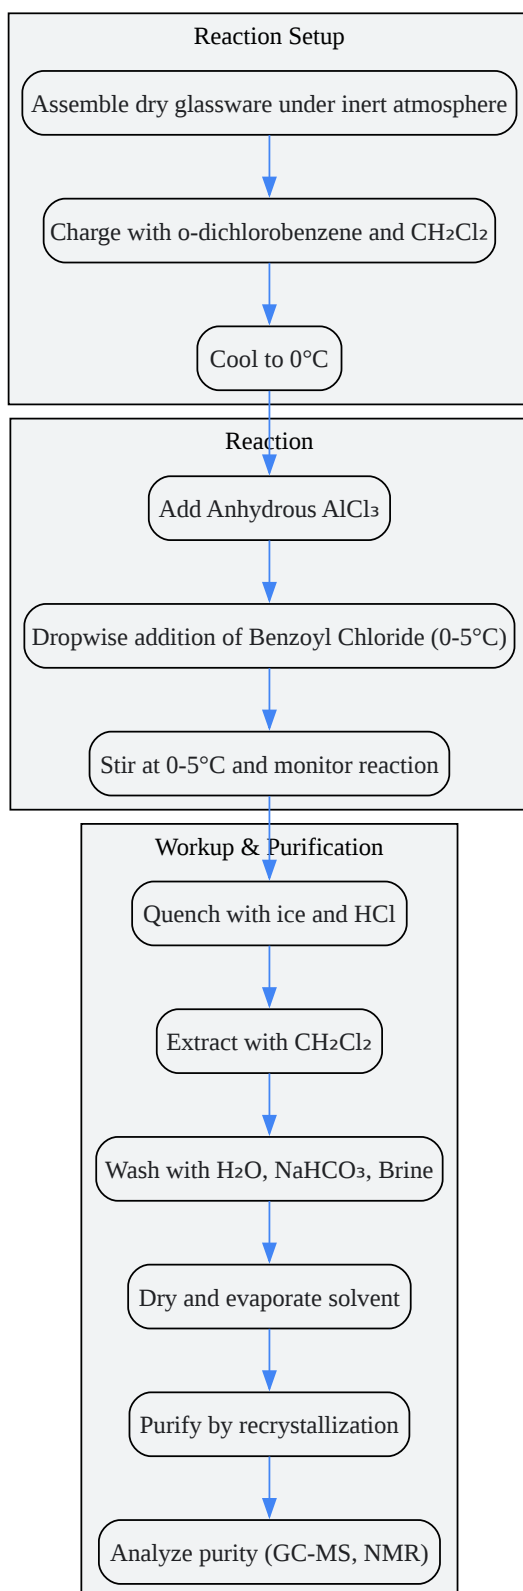 Reaction Setup
Assemble dry glassware under inert atmosphere
Charge with o-dichlorobenzene and CH₂Cl₂
Cool to 0°C
Reaction
Add Anhydrous AlCl₃
Dropwise addition of Benzoyl Chloride (0-5°C)
Stir at 0-5°C and monitor reaction
Workup & Purification
Quench with ice and HCl
Extract with CH₂Cl₂
Wash with H₂O, NaHCO₃, Brine
Dry and evaporate solvent
Purify by recrystallization
Analyze purity (GC-MS, NMR)